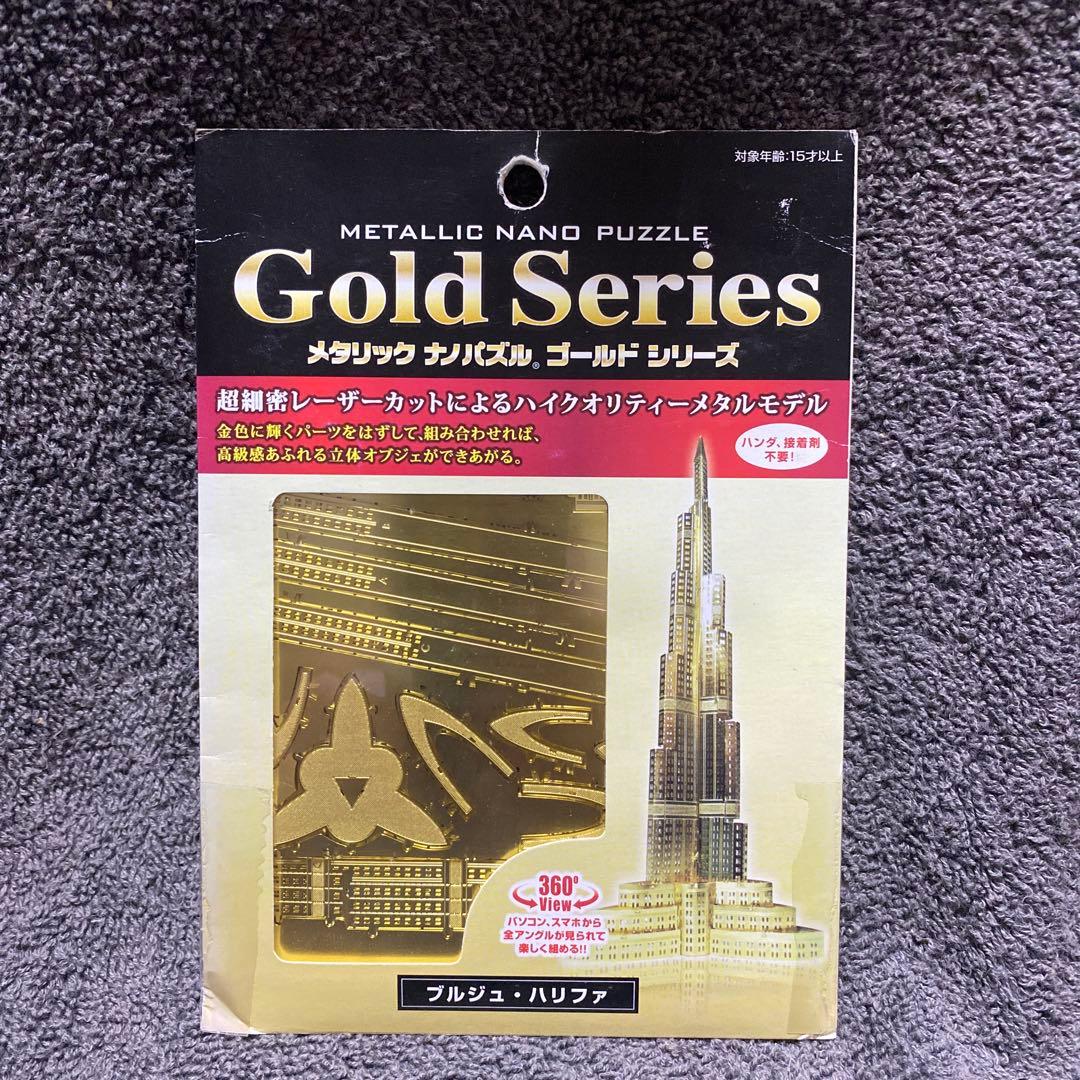 対象年齢:15才以上
METALLIC NANO PUZZLE
Gold Series
メタリック ナノパズル® ゴールド シリーズ
超細密レーザーカットによるハイクオリティーメタルモデル
金色に輝くパーツをはずして、組み合わせれば、
高級感あふれる立体オブジェができあがる。
ハンダ、接着剤
不要!
360°
View
パソコン、スマホから
全アングルが見られて
楽しく組める!!
ブルジュ・ハリファ